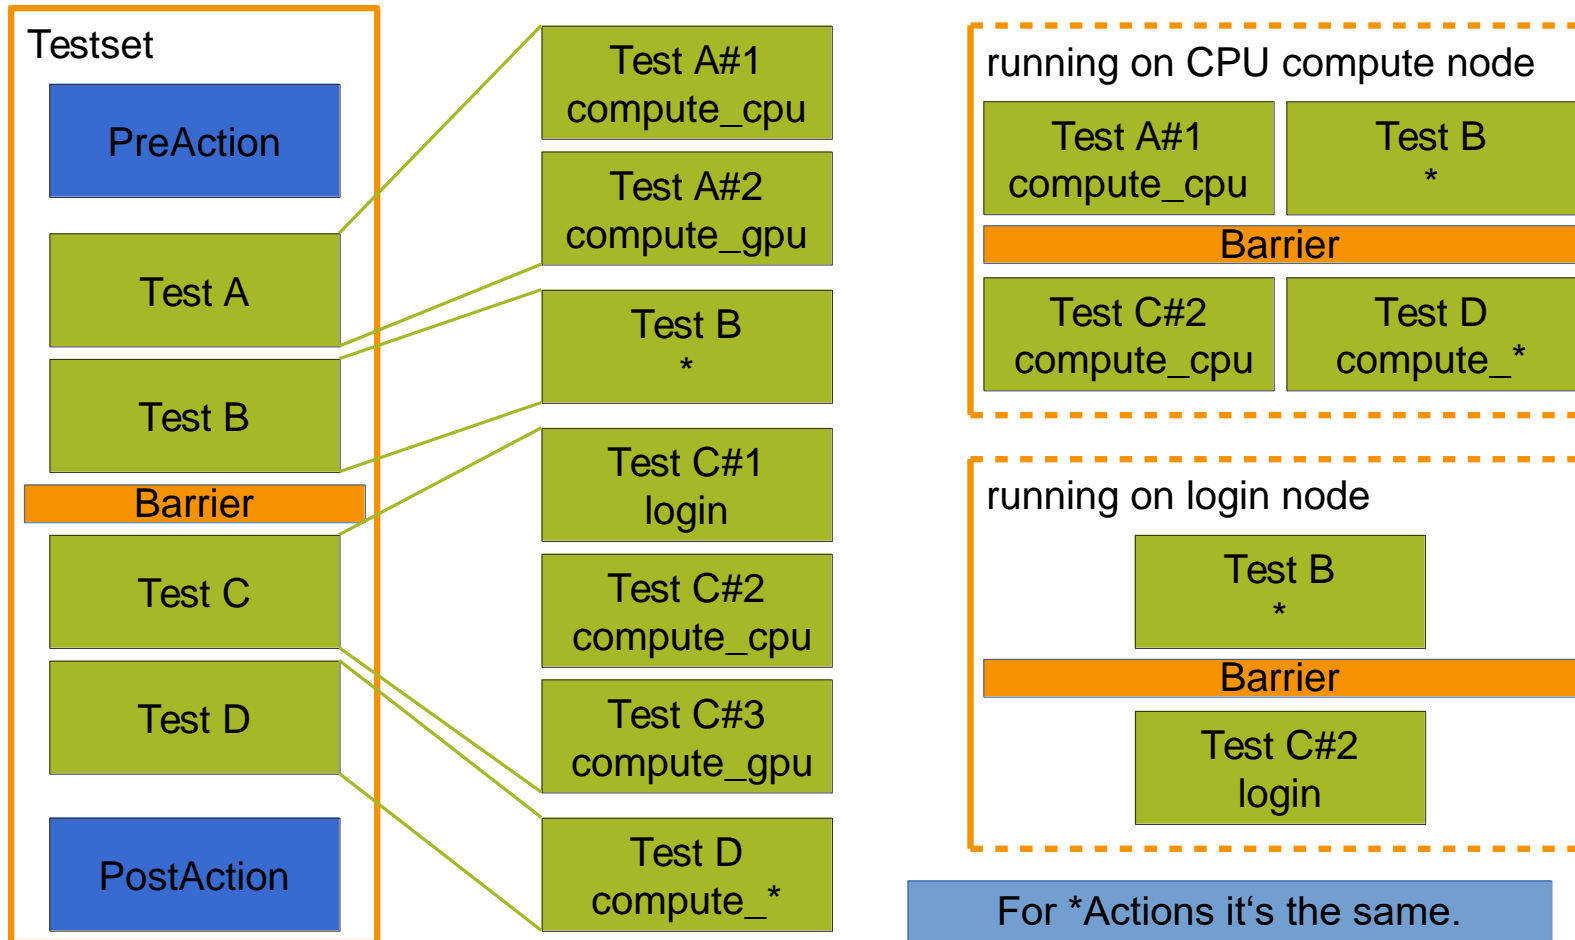 Testset
PreAction
Test A
Test B
Barrier
Test C
Test D
PostAction
Test A#1
compute_cpu
Test A#2
compute_gpu
Test B
*
Test C#1
login
Test C#2
compute_cpu
Test C#3
compute_gpu
Test D
compute_*
running on CPU compute node
Test A#1
compute_cpu
Test B
*
Barrier
Test C#2
compute_cpu
Test D
compute_*
running on login node
Test B
*
Barrier
Test C#2
login
For *Actions it‘s the same.